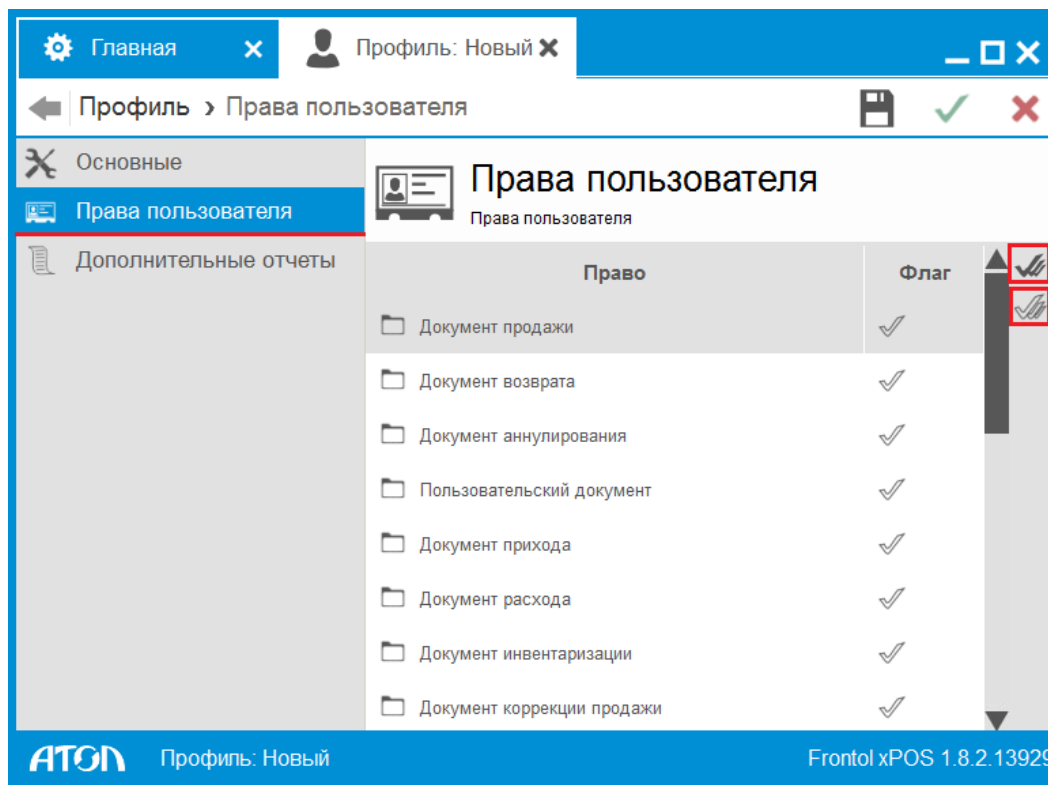 Главная
Профиль: Новый
Профиль › Права пользователя
Основные
Права пользователя
Дополнительные отчеты
Права пользователя
Права пользователя
Право Флаг
Документ продажи
Документ возврата
Документ аннулирования
Пользовательский документ
Документ прихода
Документ расхода
Документ инвентаризации
Документ коррекции продажи
АТОЛ Профиль: Новый Frontol xPOS 1.8.2.13929